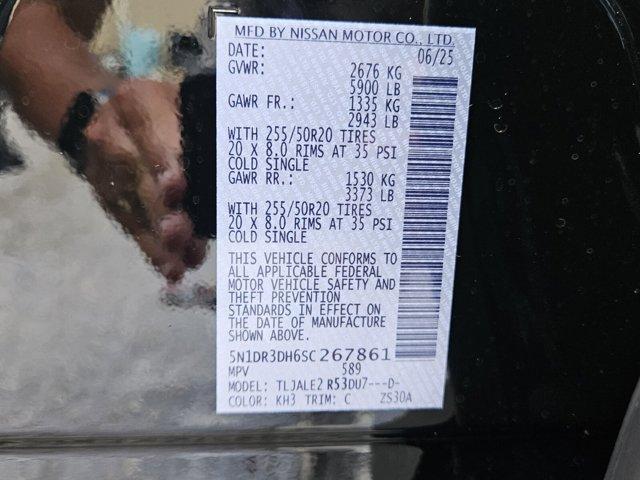 MFD BY NISSAN MOTOR CO., LTD.
DATE: 06/25
GVWR: 2676 KG
5900 LB
GAWR FR.: 1335 KG
2943 LB
WITH 255/50R20 TIRES
20 X 8.0 RIMS AT 35 PSI
COLD SINGLE
GAWR RR.: 1530 KG
3373 LB
WITH 255/50R20 TIRES
20 X 8.0 RIMS AT 35 PSI
COLD SINGLE
THIS VEHICLE CONFORMS TO
ALL APPLICABLE FEDERAL
MOTOR VEHICLE SAFETY AND
THEFT PREVENTION
STANDARDS IN EFFECT ON
THE DATE OF MANUFACTURE
SHOWN ABOVE.
5N1DR3DH6SC267861
MPV 589
MODEL: TLJALE2 R53DU7---D-
COLOR: KH3 TRIM: C ZS30A